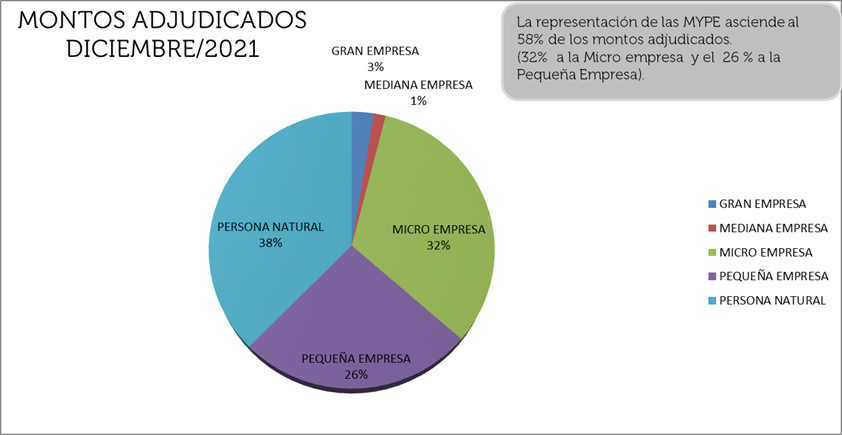 MONTOS ADJUDICADOS
DICIEMBRE/2021
La representación de las MYPE asciende al
58% de los montos adjudicados.
(32%  a la Micro empresa  y el  26 % a la
Pequeña Empresa).
GRAN EMPRESA
3%
MEDIANA EMPRESA
1%
PERSONA NATURAL
38%
MICRO EMPRESA
32%
PEQUEÑA EMPRESA
26%
GRAN EMPRESA
MEDIANA EMPRESA
MICRO EMPRESA
PEQUEÑA EMPRESA
PERSONA NATURAL